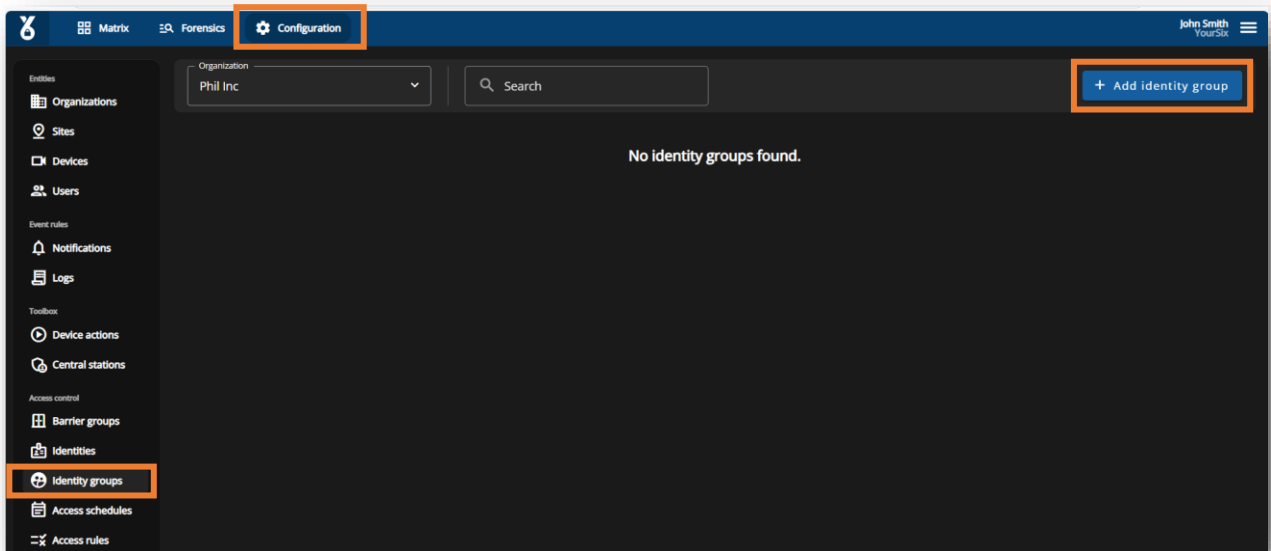 Matrix
Forensics
Configuration
John Smith
YourSix
Entities
Organizations
Sites
Devices
Users
Event rules
Notifications
Logs
Toolbox
Device actions
Central stations
Access control
Barrier groups
Identities
Identity groups
Access schedules
Access rules
Organization
Phil Inc
Search
+ Add identity group
No identity groups found.